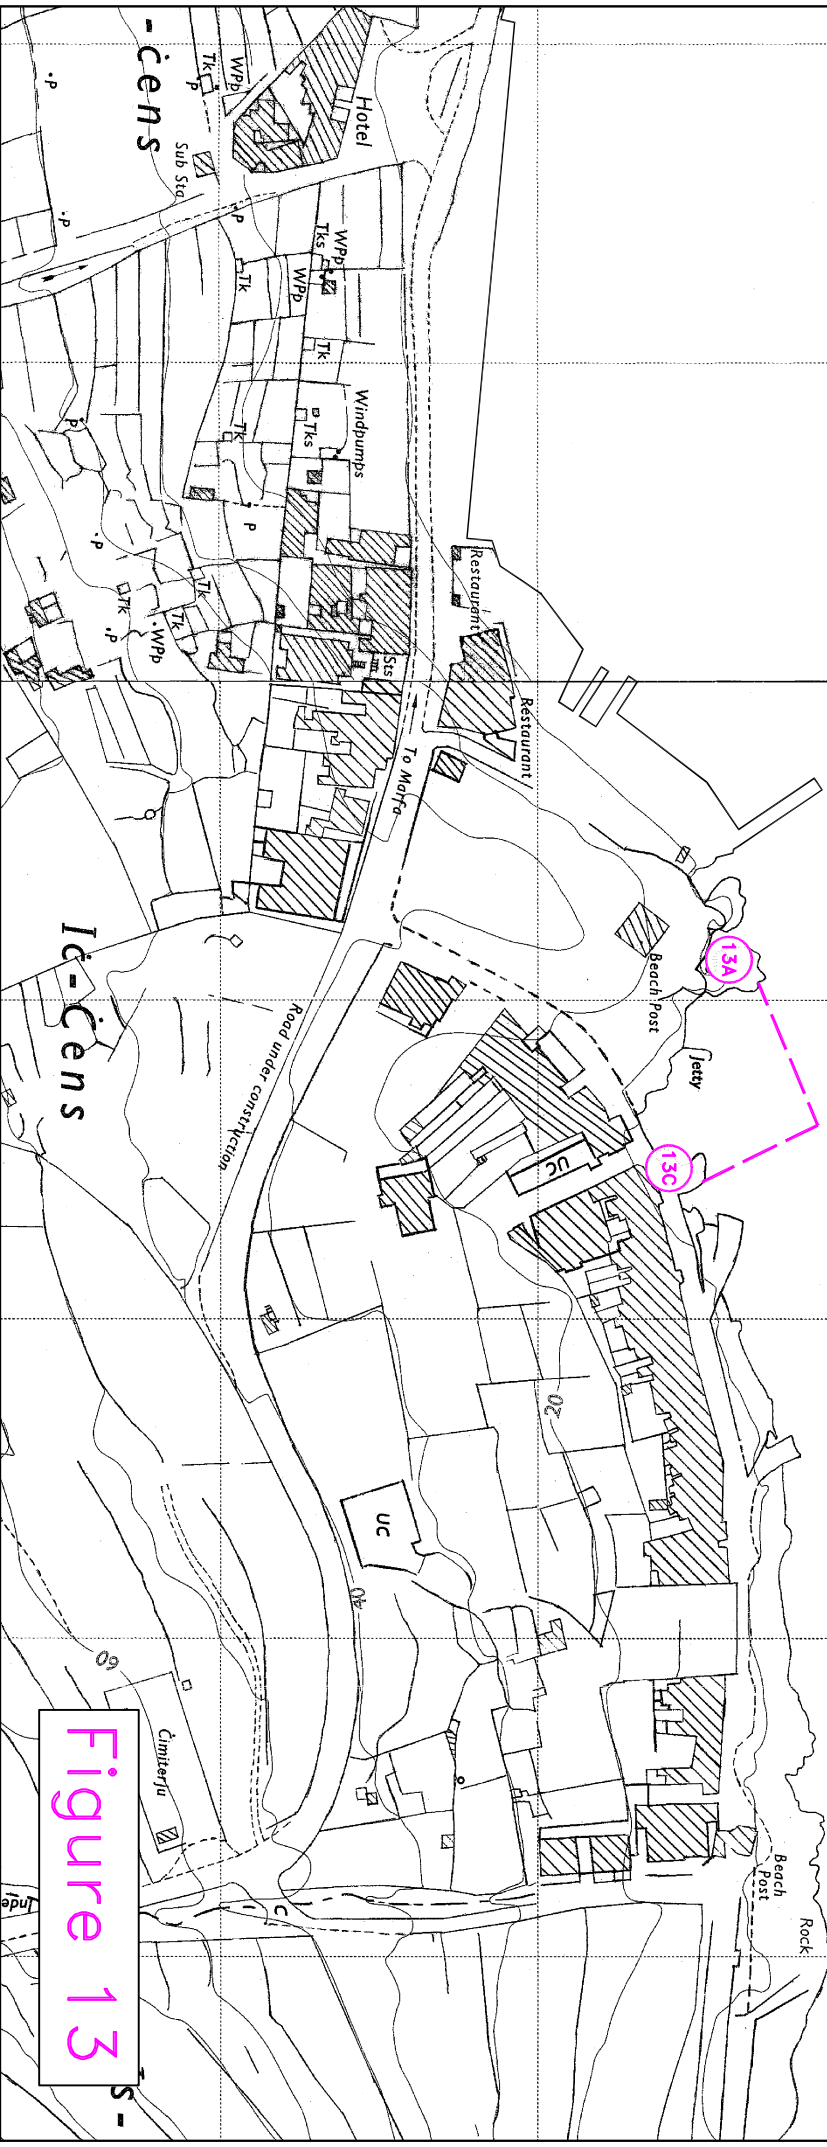 -ċens
Tk
P
WPp
P
Hotel
Sub Sta
P
P
Tk
Tks
WPp
WPp
Tk
Windpumps
Tks
Tk
P
P
P
Tk
Tk
Tk
P
WPp
Restaurant
Restaurant
Sts
To Marfa
Beach Post
13A
Jetty
13C
Iċ-Ċens
Road under construction
UC
20
UC
40
60
Ċimiterju
C
Beach
Post
Rock
Figure 13